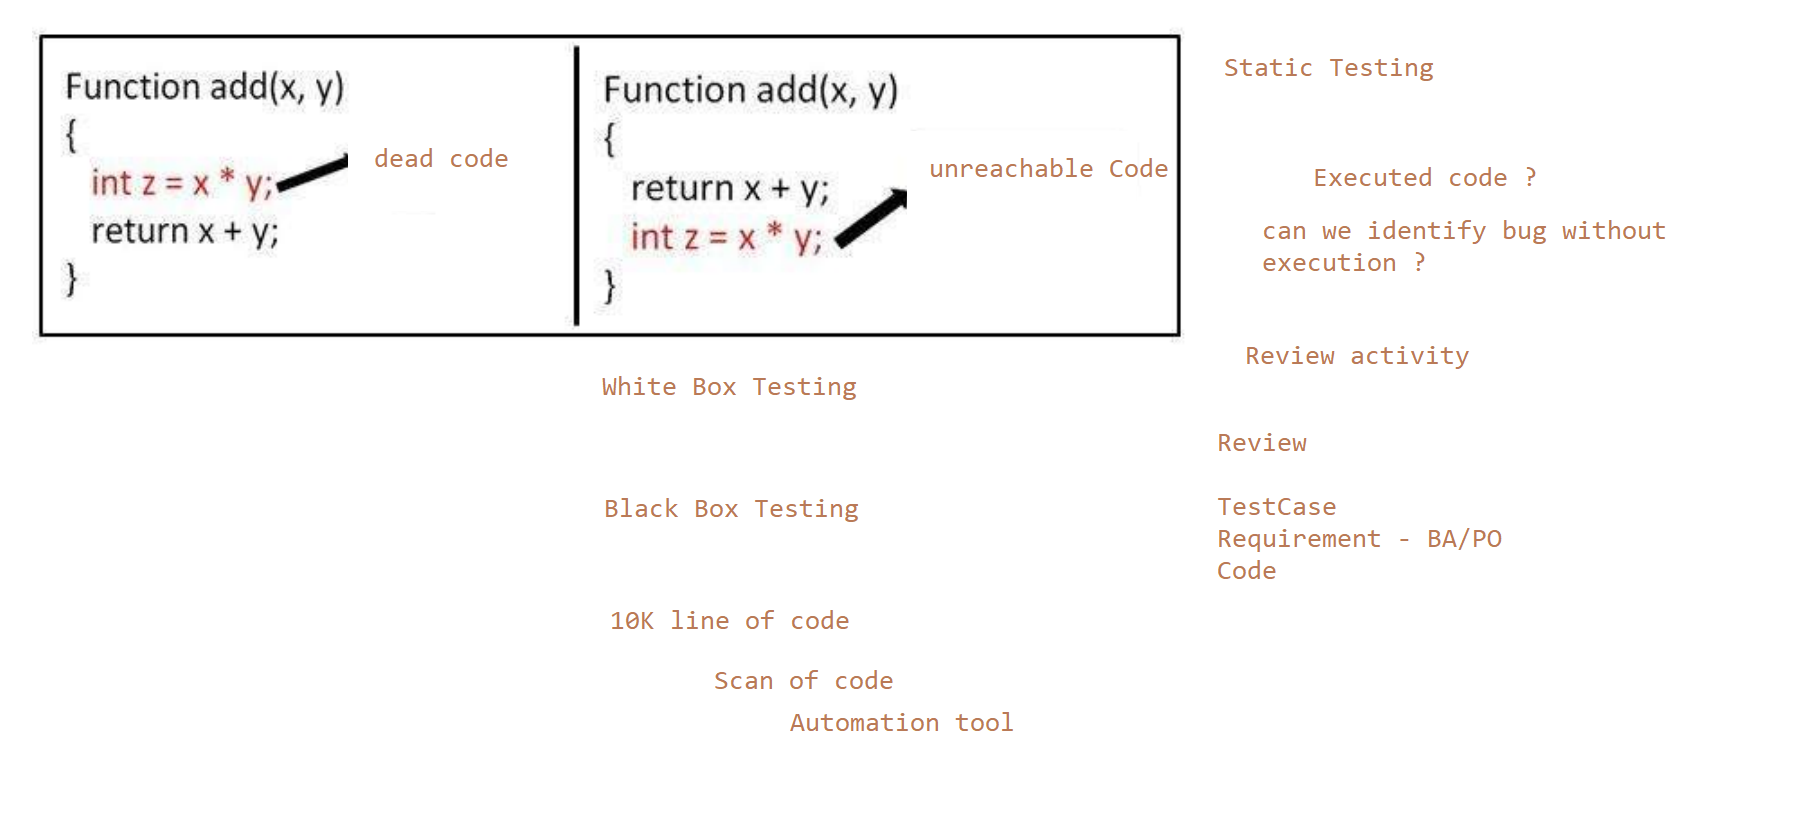 Function add(x, y)
{
int z = x * y;
dead code
return x + y;
}
Function add(x, y)
{
return x + y;
unreachable Code
int z = x * y;
}
Static Testing
Executed code ?
can we identify bug without
execution ?
Review activity
White Box Testing
Review
Black Box Testing
TestCase
Requirement - BA/PO
Code
10K line of code
Scan of code
Automation tool